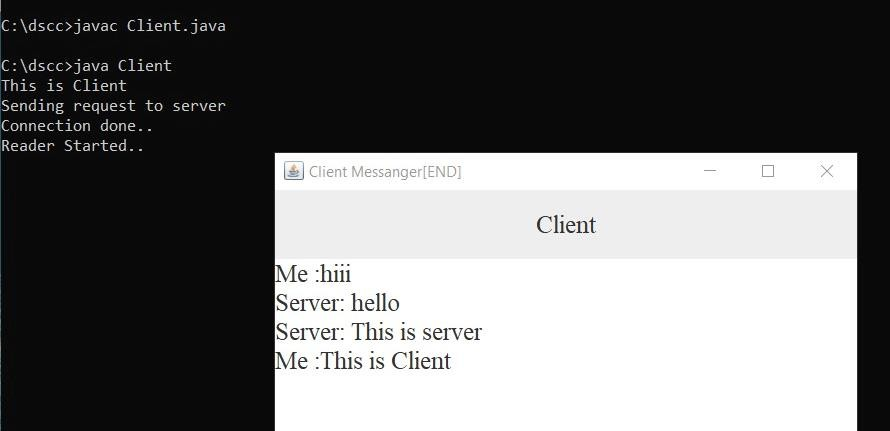 C:\dscc>javac Client.java
C:\dscc>java Client
This is Client
Sending request to server
Connection done..
Reader Started..
Client Messanger[END]
Client
Me :hiii
Server: hello
Server: This is server
Me :This is Client